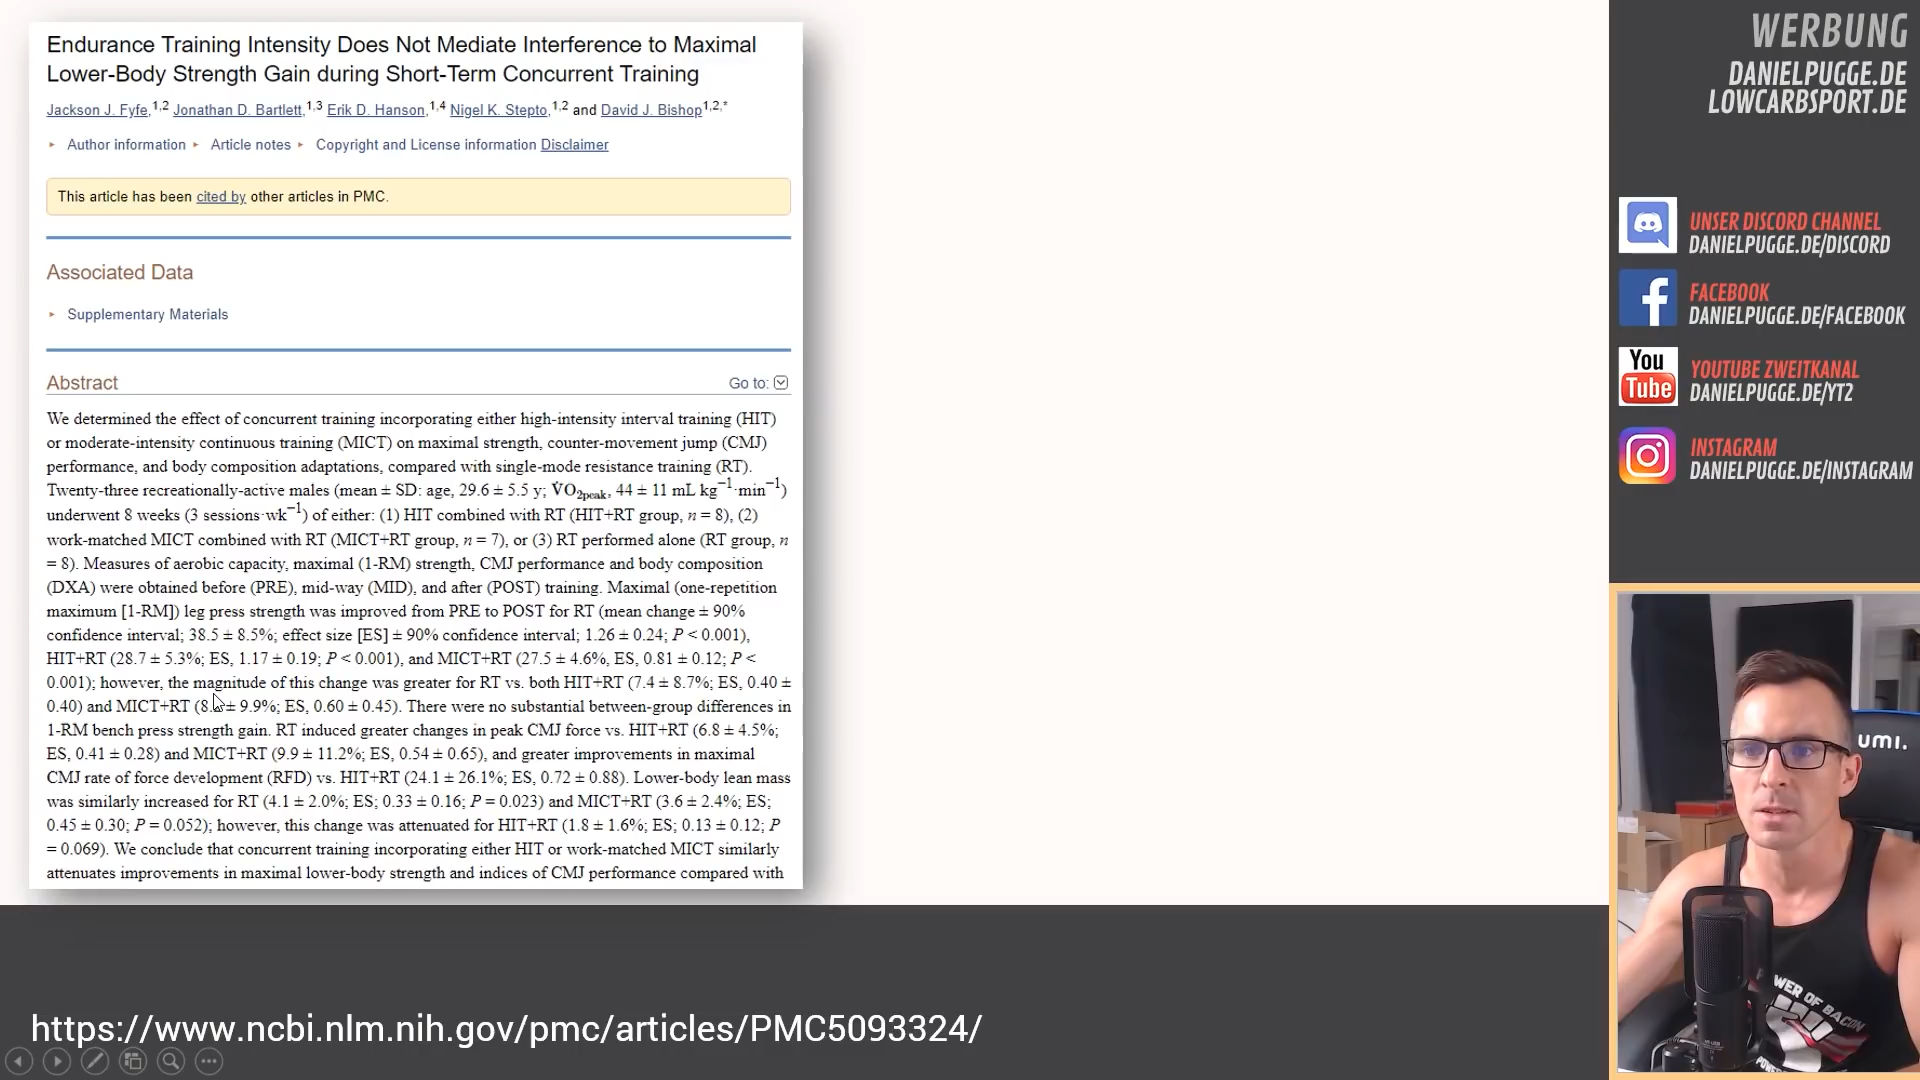 Endurance Training Intensity Does Not Mediate Interference to Maximal
Lower-Body Strength Gain during Short-Term Concurrent Training
Jackson J. Fyfe,1,2 Jonathan D. Bartlett,1,3 Erik D. Hanson,1,4 Nigel K. Stepto,1,2 and David J. Bishop1,2,*
Author information Article notes Copyright and License information Disclaimer
This article has been cited by other articles in PMC.
Associated Data
Supplementary Materials
Abstract
Go to:
We determined the effect of concurrent training incorporating either high-intensity interval training (HIT)
or moderate-intensity continuous training (MICT) on maximal strength, counter-movement jump (CMJ)
performance, and body composition adaptations, compared with single-mode resistance training (RT).
Twenty-three recreationally-active males (mean ± SD: age, 29.6 ± 5.5 y; V̇O2peak, 44 ± 11 mL kg−1·min−1)
underwent 8 weeks (3 sessions·wk−1) of either: (1) HIT combined with RT (HIT+RT group, n = 8), (2)
work-matched MICT combined with RT (MICT+RT group, n = 7), or (3) RT performed alone (RT group, n
= 8). Measures of aerobic capacity, maximal (1-RM) strength, CMJ performance and body composition
(DXA) were obtained before (PRE), mid-way (MID), and after (POST) training. Maximal (one-repetition
maximum [1-RM]) leg press strength was improved from PRE to POST for RT (mean change ± 90%
confidence interval; 38.5 ± 8.5%; effect size [ES] ± 90% confidence interval; 1.26 ± 0.24; P < 0.001),
HIT+RT (28.7 ± 5.3%; ES, 1.17 ± 0.19; P < 0.001), and MICT+RT (27.5 ± 4.6%, ES, 0.81 ± 0.12; P <
0.001); however, the magnitude of this change was greater for RT vs. both HIT+RT (7.4 ± 8.7%; ES, 0.40 ±
0.40) and MICT+RT (8. ± 9.9%; ES, 0.60 ± 0.45). There were no substantial between-group differences in
1-RM bench press strength gain. RT induced greater changes in peak CMJ force vs. HIT+RT (6.8 ± 4.5%;
ES, 0.41 ± 0.28) and MICT+RT (9.9 ± 11.2%; ES, 0.54 ± 0.65), and greater improvements in maximal
CMJ rate of force development (RFD) vs. HIT+RT (24.1 ± 26.1%; ES, 0.72 ± 0.88). Lower-body lean mass
was similarly increased for RT (4.1 ± 2.0%; ES; 0.33 ± 0.16; P = 0.023) and MICT+RT (3.6 ± 2.4%; ES;
0.45 ± 0.30; P = 0.052); however, this change was attenuated for HIT+RT (1.8 ± 1.6%; ES; 0.13 ± 0.12; P
= 0.069). We conclude that concurrent training incorporating either HIT or work-matched MICT similarly
attenuates improvements in maximal lower-body strength and indices of CMJ performance compared with
https://www.ncbi.nlm.nih.gov/pmc/articles/PMC5093324/
WERBUNG
DANIELPUGGE.DE
LOWCARBSPORT.DE
UNSER DISCORD CHANNEL
DANIELPUGGE.DE/DISCORD
FACEBOOK
DANIELPUGGE.DE/FACEBOOK
You
Tube
YOUTUBE ZWEITKANAL
DANIELPUGGE.DE/YT2
INSTAGRAM
DANIELPUGGE.DE/INSTAGRAM
umi.
WER OF BACON